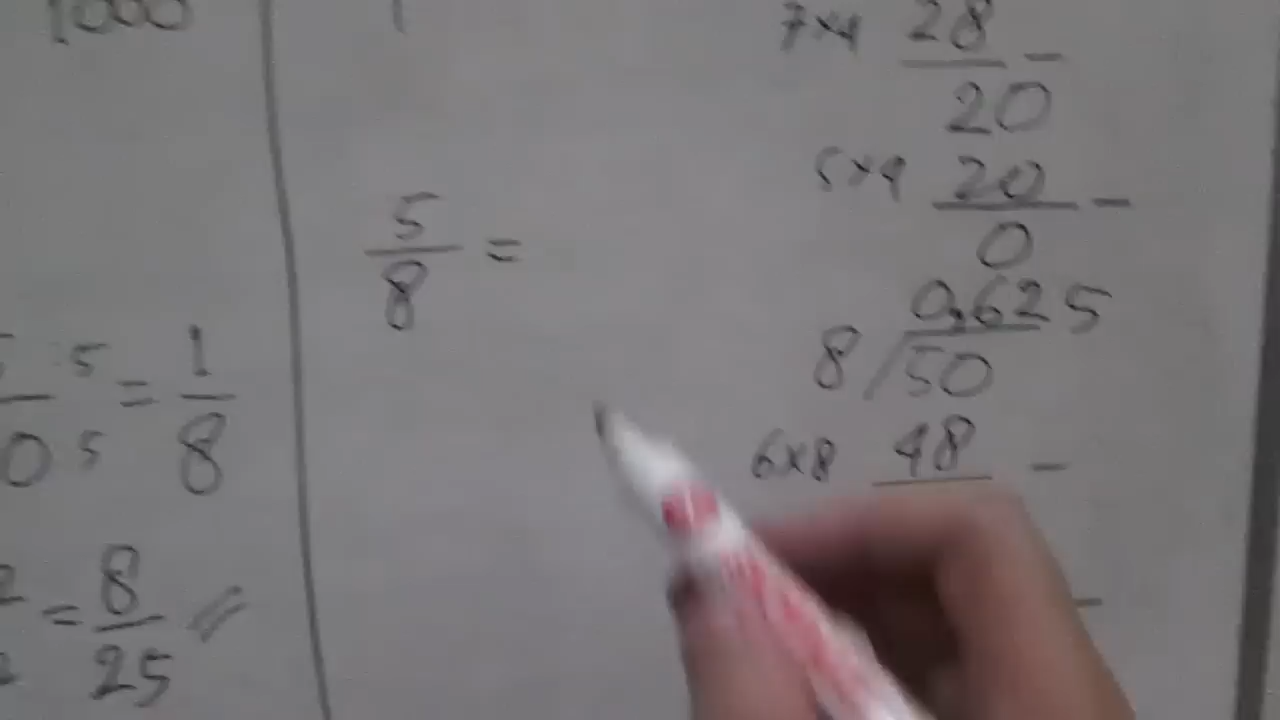 1000
5/8 =
5 = 1/8
0 5
= 8/25 //
7×4 28 -
20
5×4 20 -
0
0,625
8/50
6×8 48 -
-